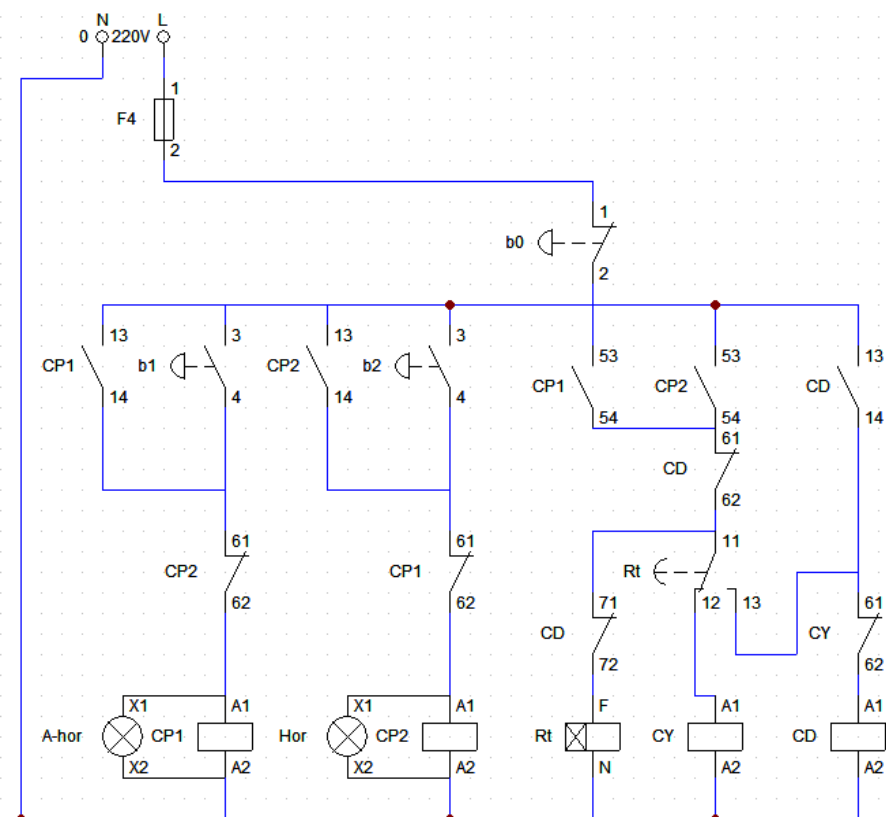 N L
0 220V
1
F4
2
1
b0
2
13 3 13 3
CP1 b1 CP2 b2
14 4 14 4
53 53 13
CP1 CP2 CD
54 54 14
61
CD
62
61 61 11
CP2 CP1 Rt
62 62 12 13
71 61
CD CY
72 62
X1 A1 X1 A1 F A1 A1
A-hor CP1 Hor CP2 Rt CY CD
X2 A2 X2 A2 N A2 A2